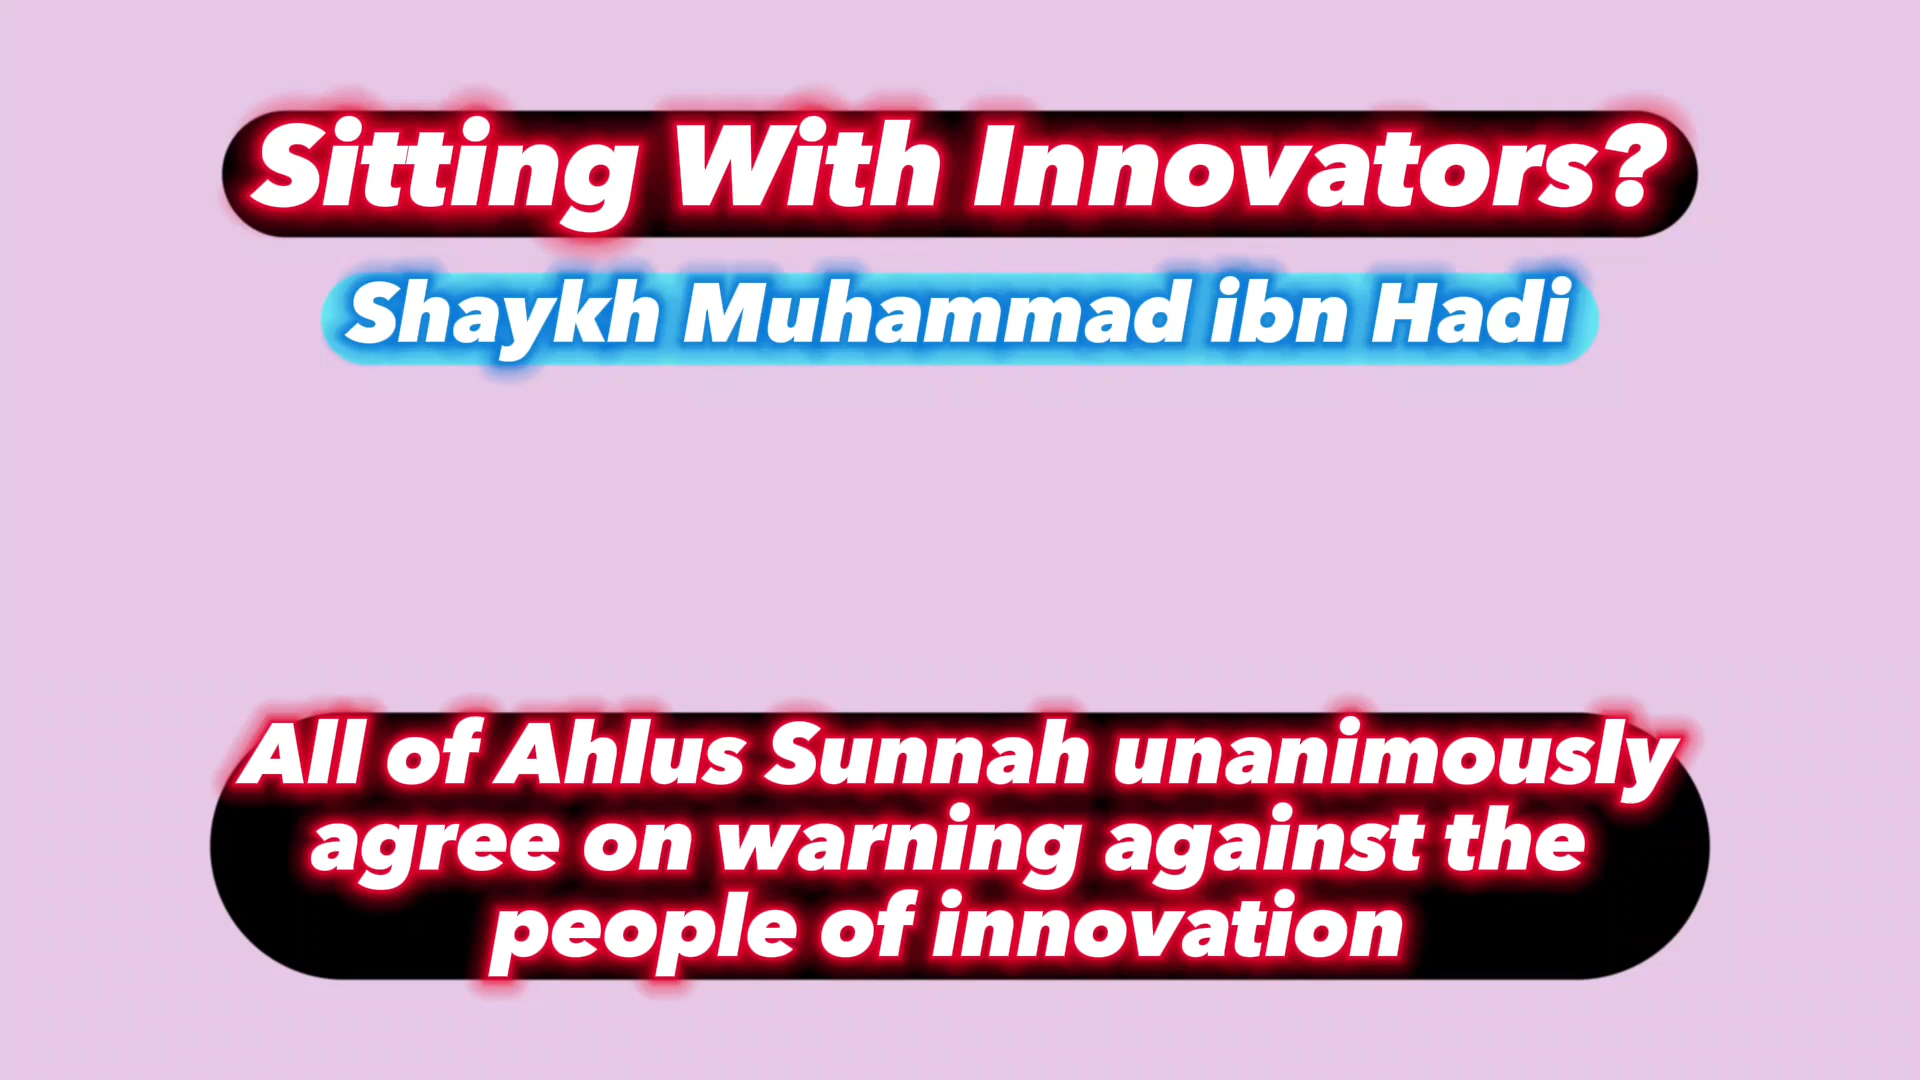 Sitting With Innovators?
Shaykh Muhammad ibn Hadi
All of Ahlus Sunnah unanimously
agree on warning against the
people of innovation